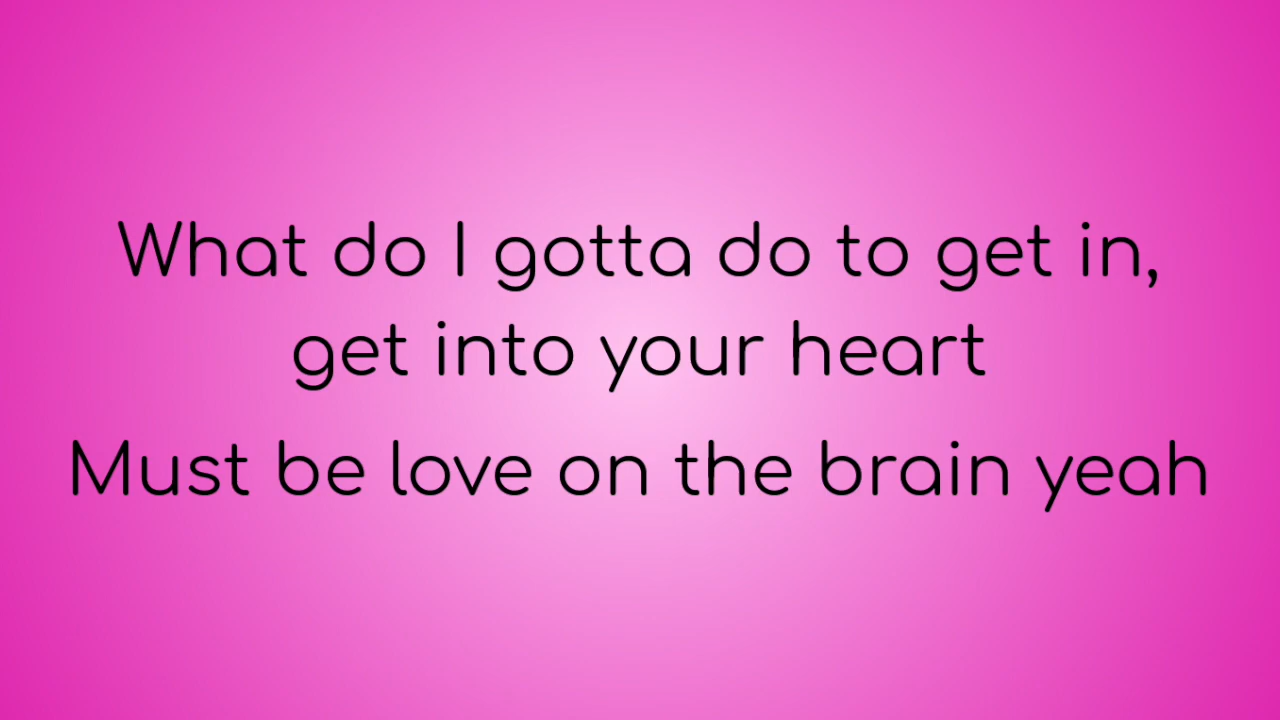 What do I gotta do to get in,
get into your heart
Must be love on the brain yeah